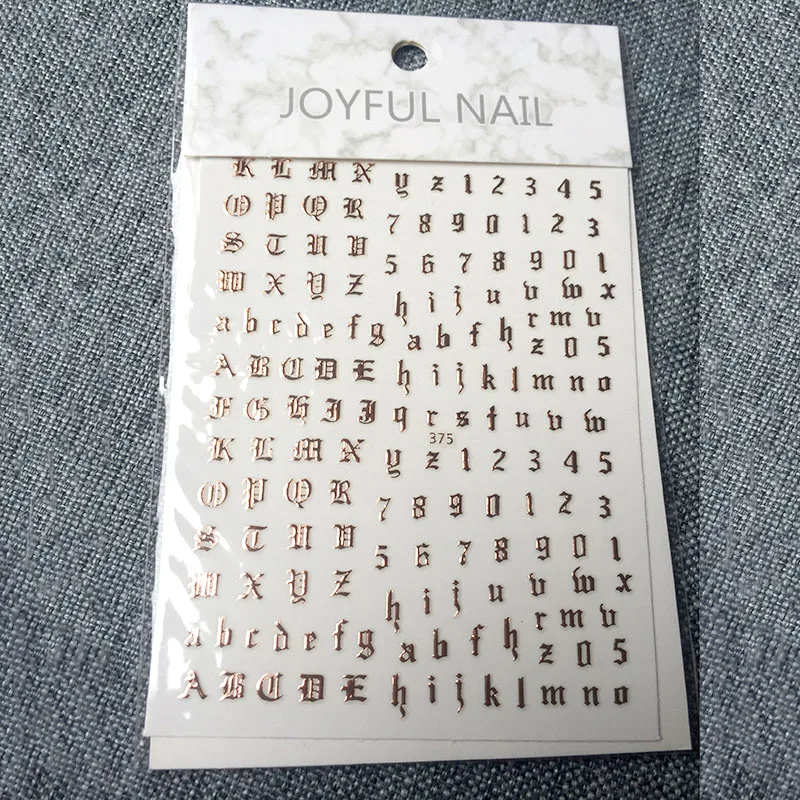 JOYFUL NAIL
K L M N y z 1 2 3 4 5
O P Q R 7 8 9 0 1 2 3
S T U V 5 6 7 8 9 0 1
W X Y Z h i j u v w x
a b c d e f g a b f h r m v
z 0 5
A B C D E h i j k l m n o
F G H I J q r s t u v w
375
K L M N y z 1 2 3 4 5
O P Q R 7 8 9 0 1 2 3
S T U V 5 6 7 8 9 0 1
W X Y Z h i j u v w x
a b c d e f g a b f h r m v
z 0 5
A B C D E h i j k l m n o